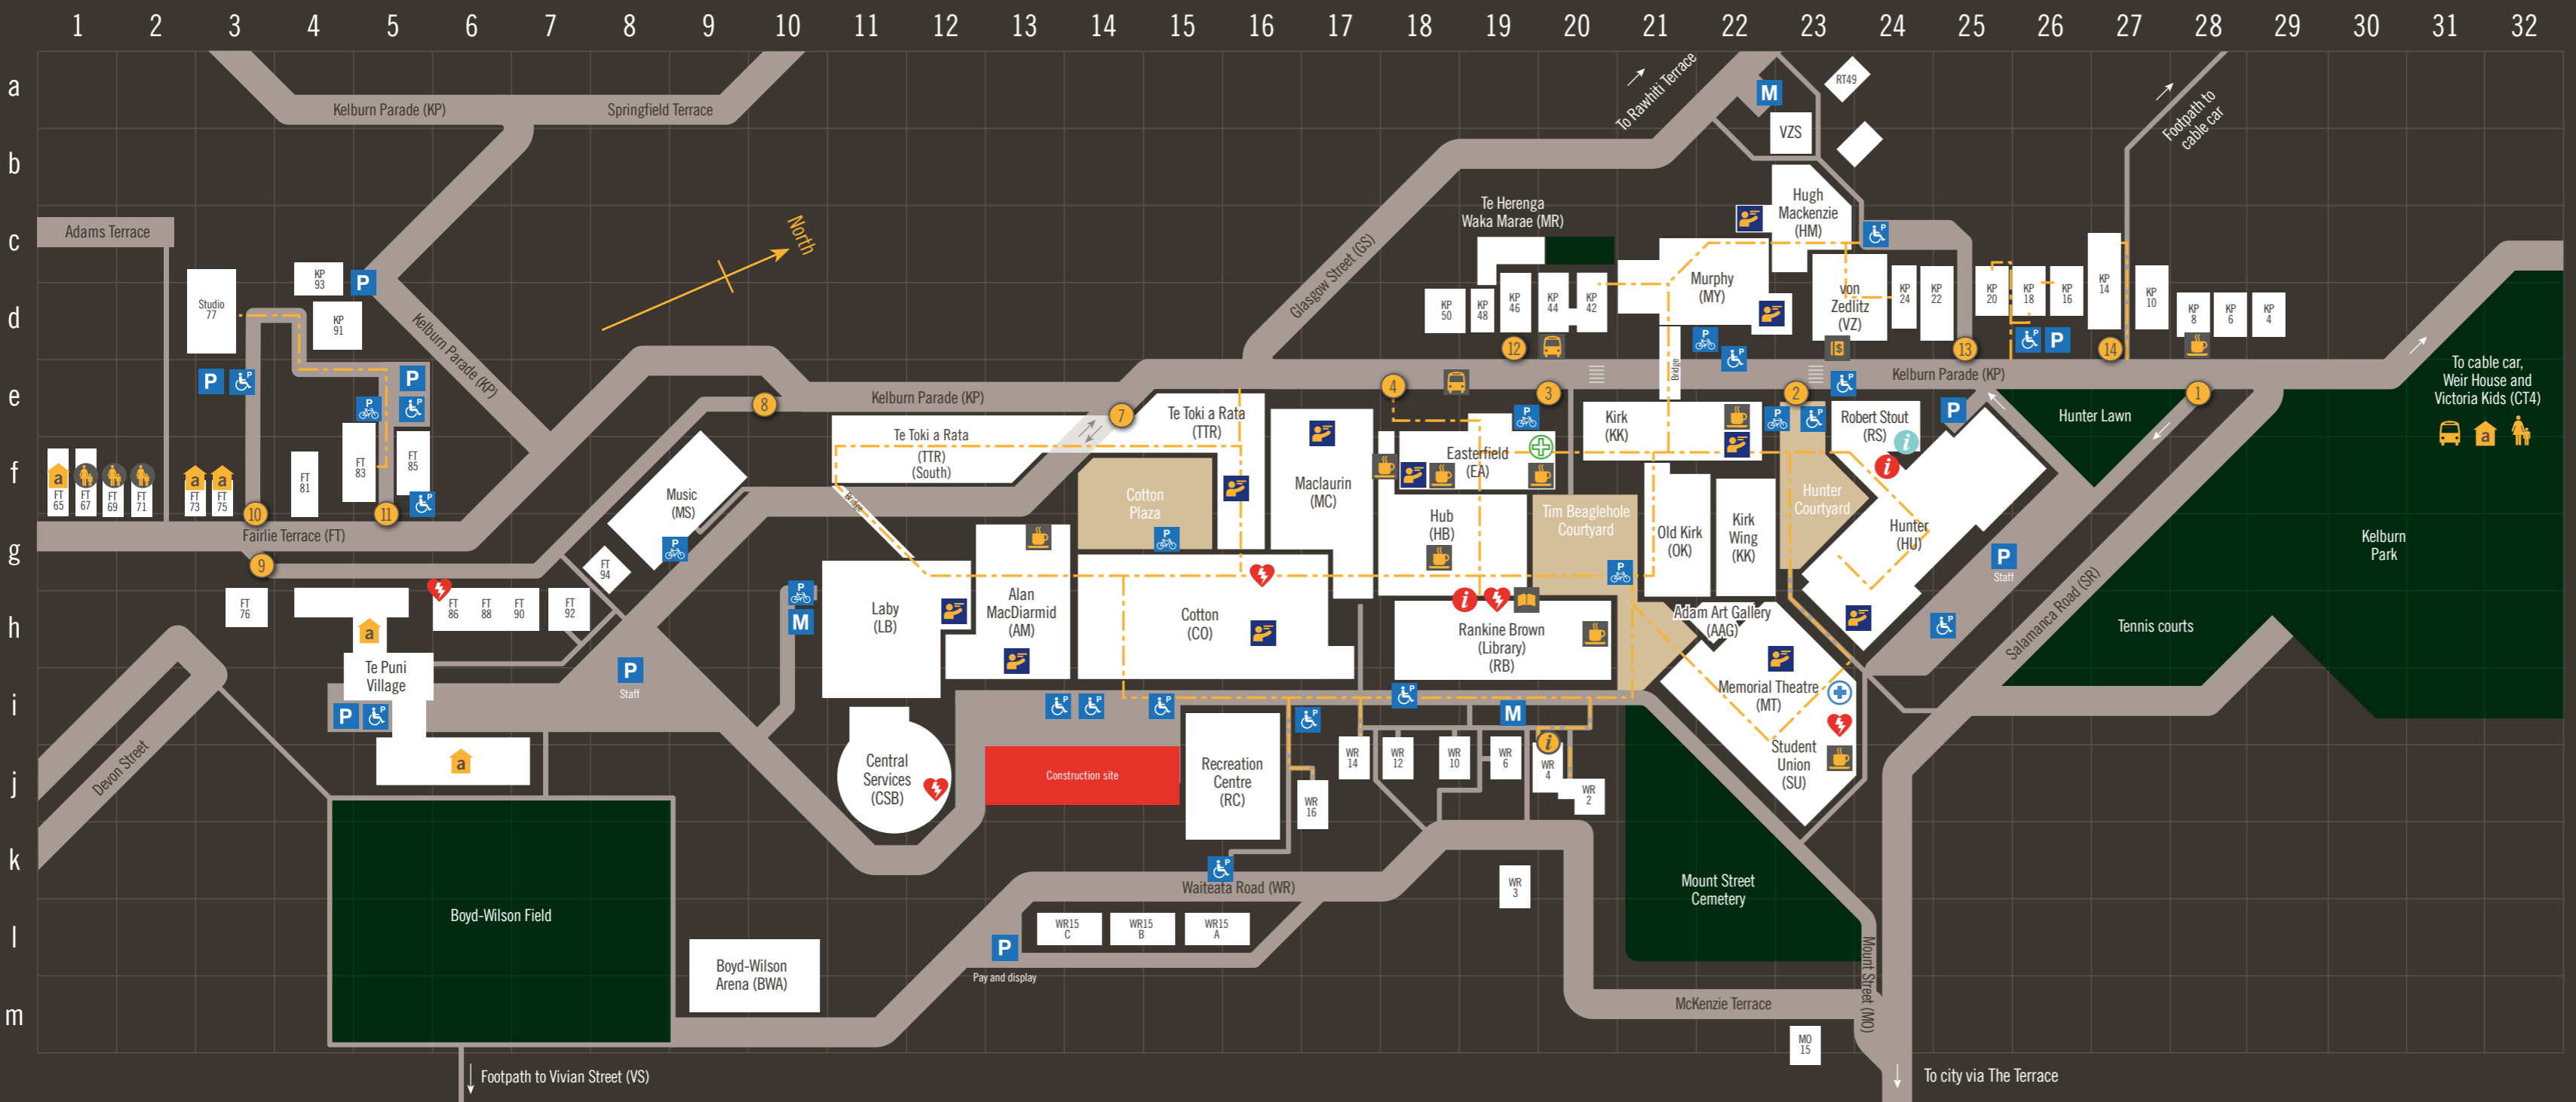 1 2 3 4 5 6 7 8 9 10 11 12 13 14 15 16 17 18 19 20 21 22 23 24 25 26 27 28 29 30 31 32
a
b
c
d
e
f
g
h
i
j
k
l
m
Kelburn Parade (KP)
Springfield Terrace
To Rawhiti Terrace
M
RT49
VZS
Footpath to
cable car
Adams Terrace
North
Te Herenga
Waka Marae (MR)
Glasgow Street (GS)
Hugh
Mackenzie
(HM)
P
Studio
77
KP
93
P
KP
91
Kelburn Parade (KP)
KP
50
KP
48
KP
46
KP
44
KP
42
Murphy
(MY)
von
Zedlitz
(VZ)
KP
24
KP
22
KP
20
KP
18
KP
16
KP
14
KP
10
KP
8
KP
6
KP
4
P
P
12
P
P
$
13
P
P
14
P
P
P
P
P
8
Kelburn Parade (KP)
7
4
3
Bridge
2
P
Kelburn Parade (KP)
1
To cable car,
Weir House and
Victoria Kids (CT4)
a
Te Toki a Rata
(TTR)
(South)
Te Toki a Rata
(TTR)
P
Kirk
(KK)
P
P
Robert Stout
(RS)
i
P
Hunter Lawn
a
FT
65
FT
67
FT
69
FT
71
a
FT
73
a
FT
75
FT
81
FT
83
FT
85
P
10
11
Music
(MS)
P
Bridge
Cotton
Plaza
P
Maclaurin
(MC)
Easterfield
(EA)
Hub
(HB)
Tim Beaglehole
Courtyard
P
Old Kirk
(OK)
Kirk
Wing
(KK)
Hunter
Courtyard
i
Hunter
(HU)
P
Staff
Kelburn
Park
Fairlie Terrace (FT)
9
FT
94
FT
76
FT
86
FT
88
FT
90
FT
92
a
Te Puni
Village
P
P
a
P
Staff
P
M
Laby
(LB)
Alan
MacDiarmid
(AM)
Cotton
(CO)
i
Rankine Brown
(Library)
(RB)
Adam Art Gallery
(AAG)
P
Salamanca Road (SR)
Tennis courts
Memorial Theatre
(MT)
Student
Union
(SU)
Devon Street
Central
Services
(CSB)
P
P
P
P
P
M
Construction site
Recreation
Centre
(RC)
WR
16
WR
14
WR
12
WR
10
WR
6
i
WR
4
WR
2
P
Waiteata Road (WR)
WR
3
Mount Street
Cemetery
Boyd-Wilson Field
Boyd-Wilson
Arena (BWA)
P
Pay and display
WR15
C
WR15
B
WR15
A
McKenzie Terrace
Mount Street (MO)
MO
15
Footpath to Vivian Street (VS)
To city via The Terrace